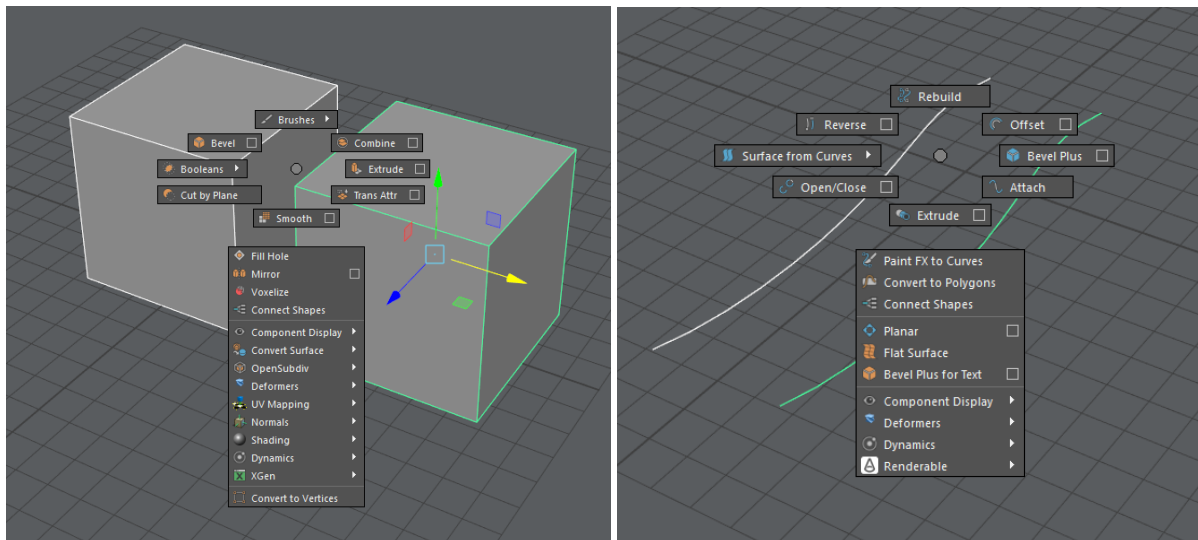 Brushes
Bevel
Combine
Booleans
Extrude
Cut by Plane
Trans Attr
Smooth
Fill Hole
Mirror
Voxelize
Connect Shapes
Component Display
Convert Surface
OpenSubdiv
Deformers
UV Mapping
Normals
Shading
Dynamics
XGen
Convert to Vertices
Rebuild
Reverse
Offset
Surface from Curves
Bevel Plus
Open/Close
Attach
Extrude
Paint FX to Curves
Convert to Polygons
Connect Shapes
Planar
Flat Surface
Bevel Plus for Text
Component Display
Deformers
Dynamics
Renderable